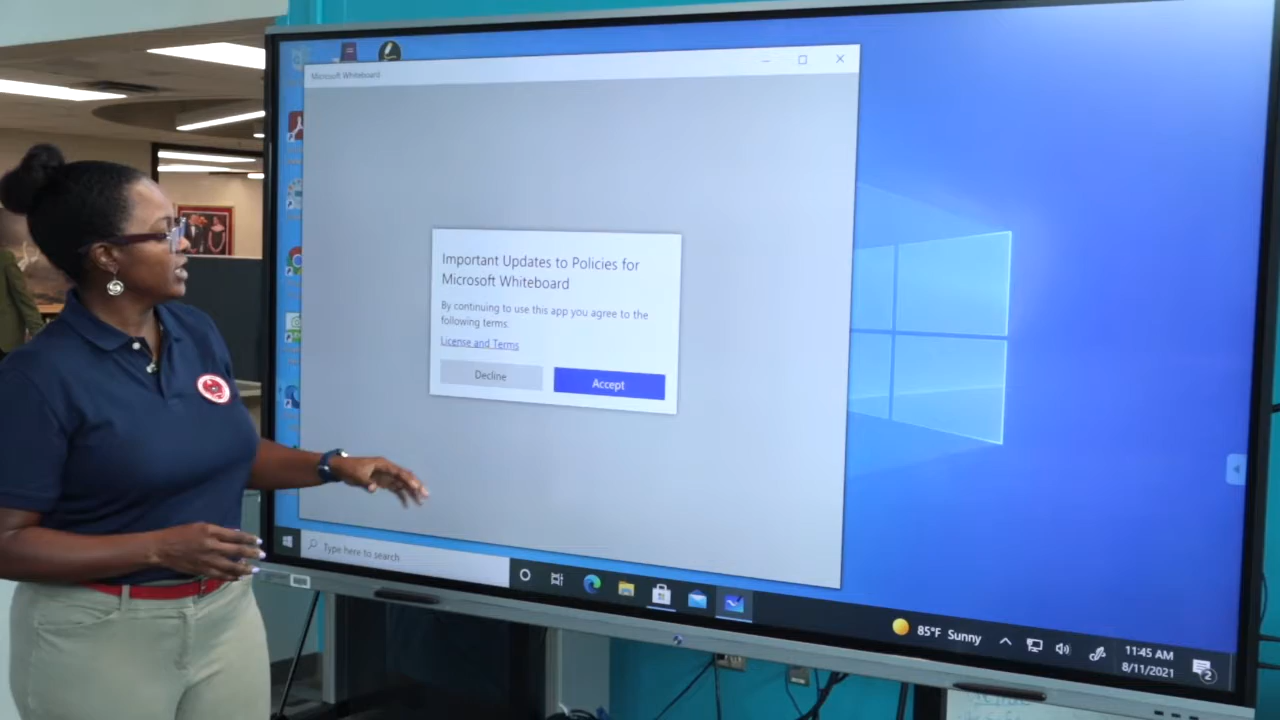 Microsoft Whiteboard
Important Updates to Policies for
Microsoft Whiteboard
By continuing to use this app you agree to the
following terms:
License and Terms
Decline
Accept
Type here to search
85°F Sunny
11:45 AM
8/11/2021
2